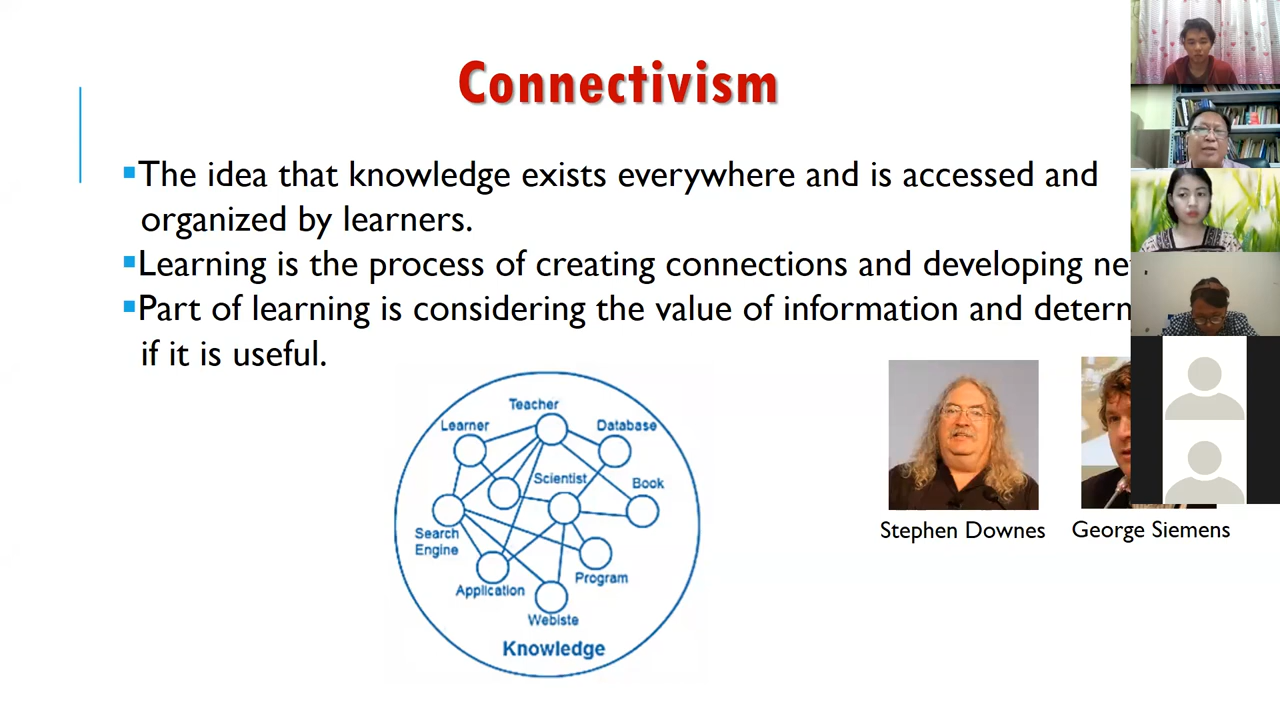 Connectivism
▪The idea that knowledge exists everywhere and is accessed and
organized by learners.
▪Learning is the process of creating connections and developing
▪Part of learning is considering the value of information and
if it is useful.
Teacher
Learner
Database
Scientist
Book
Search
Engine
Program
Application
Webiste
Knowledge
Stephen Downes
George Siemens